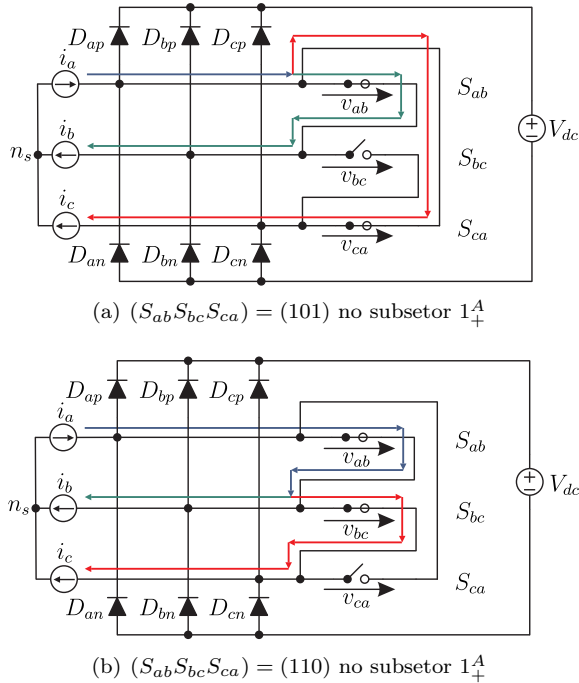 D_{ap} D_{bp} D_{cp}
i_a
v_{ab} S_{ab}
i_b V_{dc}
n_s v_{bc} S_{bc}
i_c
v_{ca} S_{ca}
D_{an} D_{bn} D_{cn}
(a) (S_{ab}S_{bc}S_{ca}) = (101) no subsetor 1_+^A
D_{ap} D_{bp} D_{cp}
i_a
v_{ab} S_{ab}
i_b V_{dc}
n_s v_{bc} S_{bc}
i_c
v_{ca} S_{ca}
D_{an} D_{bn} D_{cn}
(b) (S_{ab}S_{bc}S_{ca}) = (110) no subsetor 1_+^A